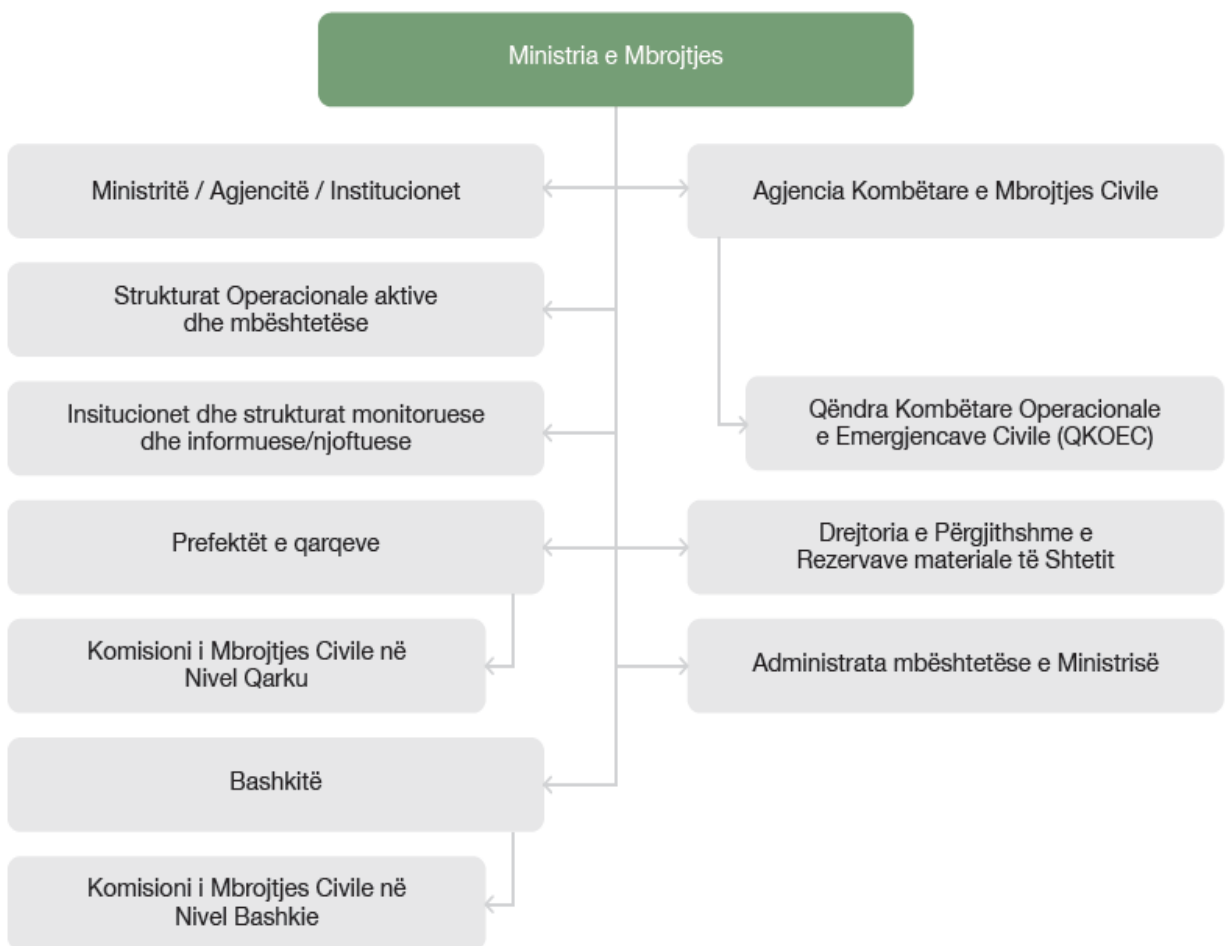 Ministria e Mbrojtjes
Ministritë / Agjencitë / Institucionet
Agjencia Kombëtare e Mbrojtjes Civile
Strukturat Operacionale aktive
dhe mbështetëse
Insitucionet dhe strukturat monitoruese
dhe informuese/njoftuese
Qëndra Kombëtare Operacionale
e Emergjencave Civile (QKOEC)
Prefektët e qarqeve
Drejtoria e Përgjithshme e
Rezervave materiale të Shtetit
Komisioni i Mbrojtjes Civile në
Nivel Qarku
Administrata mbështetëse e Ministrisë
Bashkitë
Komisioni i Mbrojtjes Civile në
Nivel Bashkie